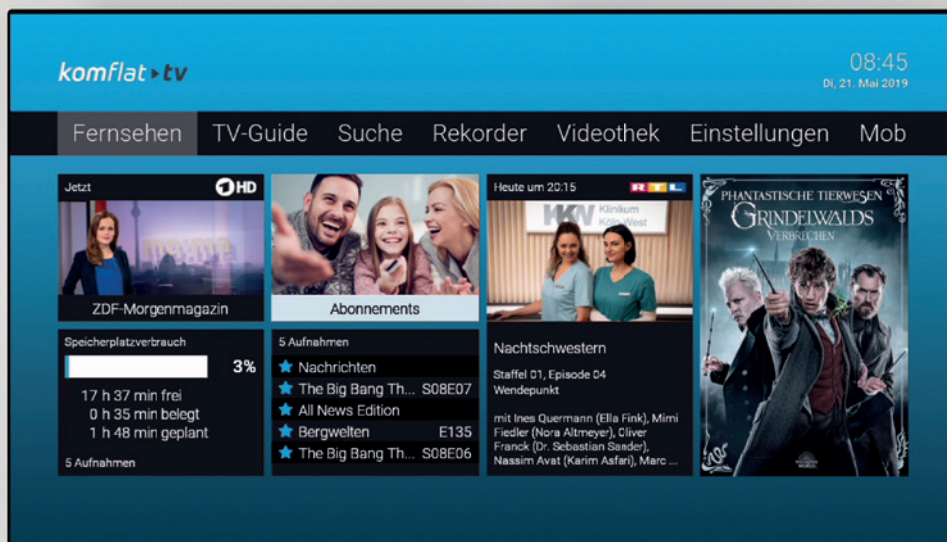 komflat tv
08:45
Di, 21. Mai 2019
Fernsehen TV-Guide Suche Rekorder Videothek Einstellungen Mob
Jetzt
1 HD
moma
ZDF-Morgenmagazin
Speicherplatzverbrauch
3%
17 h 37 min frei
0 h 35 min belegt
1 h 48 min geplant
5 Aufnahmen
Abonnements
5 Aufnahmen
Nachrichten
The Big Bang Th... S08E07
All News Edition
Bergwelten E135
The Big Bang Th... S08E06
Heute um 20:15
RTL
KKW Klinikum
Köln-West
Nachtschwestern
Staffel 01, Episode 04
Wendepunkt
mit Ines Quermann (Ella Fink), Mimi
Fiedler (Nora Altmeyer), Oliver
Franck (Dr. Sebastian Sander),
Nassim Avat (Karim Asfari), Marc ...
PHANTASTISCHE TIERWESEN
GRINDELWALDS
VERBRECHEN